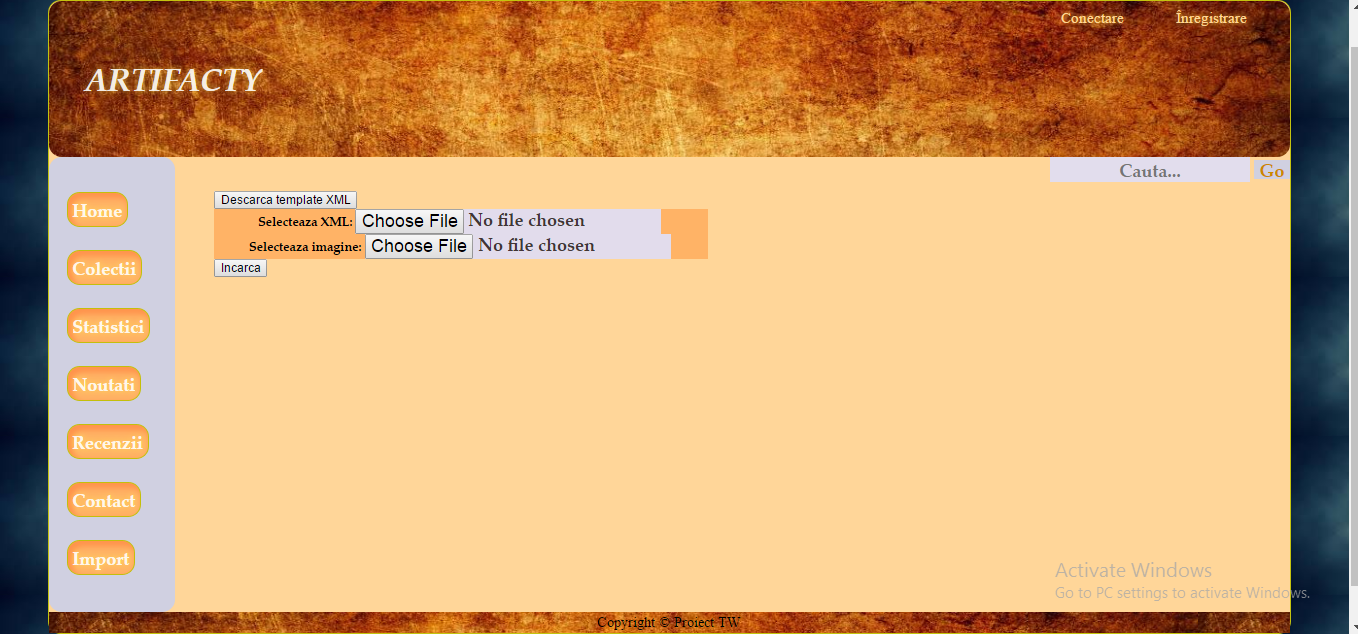 Conectare Înregistrare
ARTIFACTY
Cauta... Go
Home
Colectii
Statistici
Noutati
Recenzii
Contact
Import
Descarca template XML
Selecteaza XML: Choose File No file chosen
Selecteaza imagine: Choose File No file chosen
Incarca
Activate Windows
Go to PC settings to activate Windows.
Copyright © Proiect TW